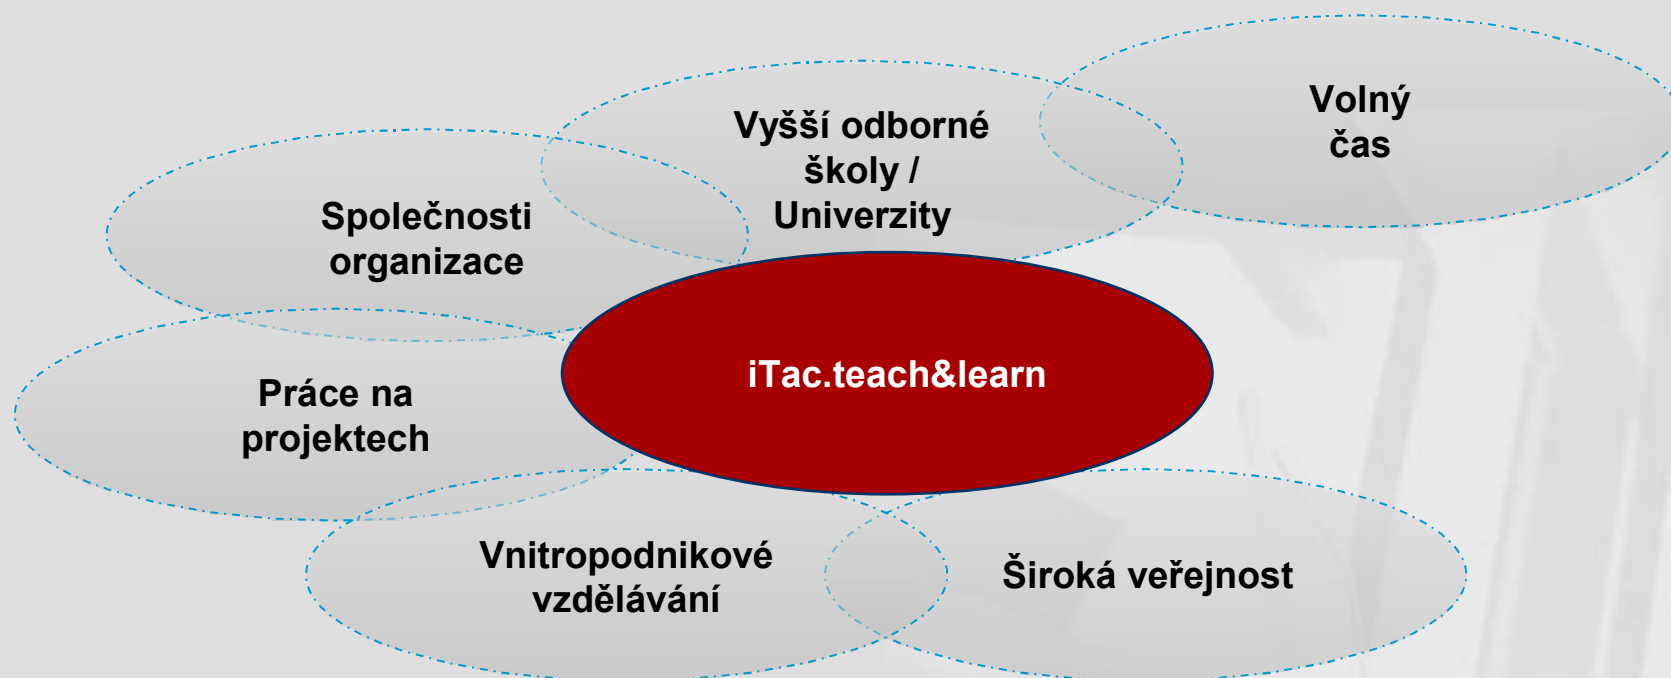 Volný
čas
Vyšší odborné
školy /
Univerzity
Společnosti
organizace
iTac.teach&learn
Práce na
projektech
Vnitropodnikové
vzdělávání
Široká veřejnost